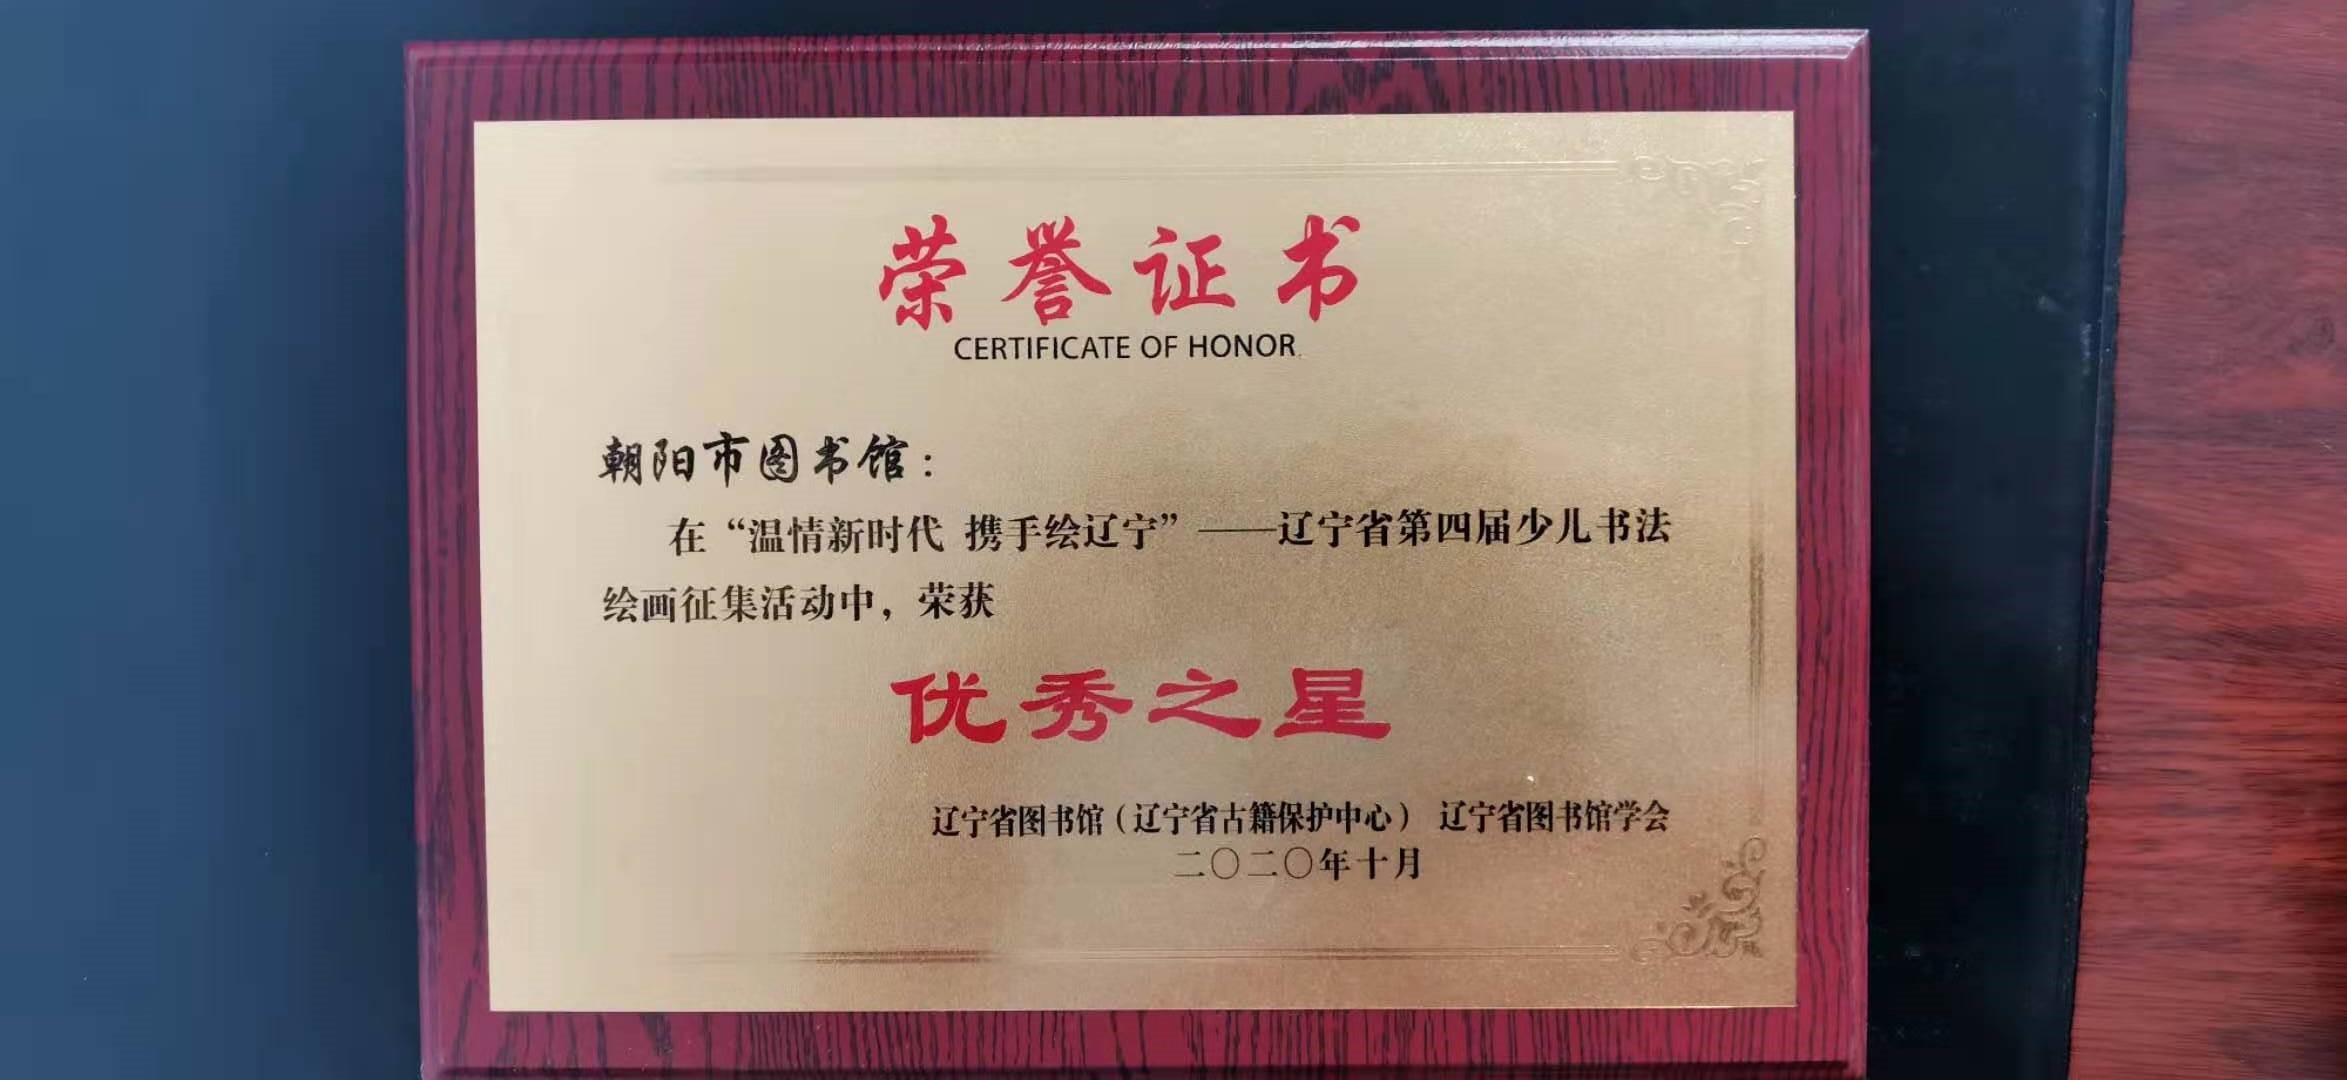 荣誉证书
CERTIFICATE OF HONOR
朝阳市图书馆：
在“温情新时代 携手绘辽宁”——辽宁省第四届少儿书法
绘画征集活动中，荣获
优秀之星
辽宁省图书馆（辽宁省古籍保护中心） 辽宁省图书馆学会
二〇二〇年十月